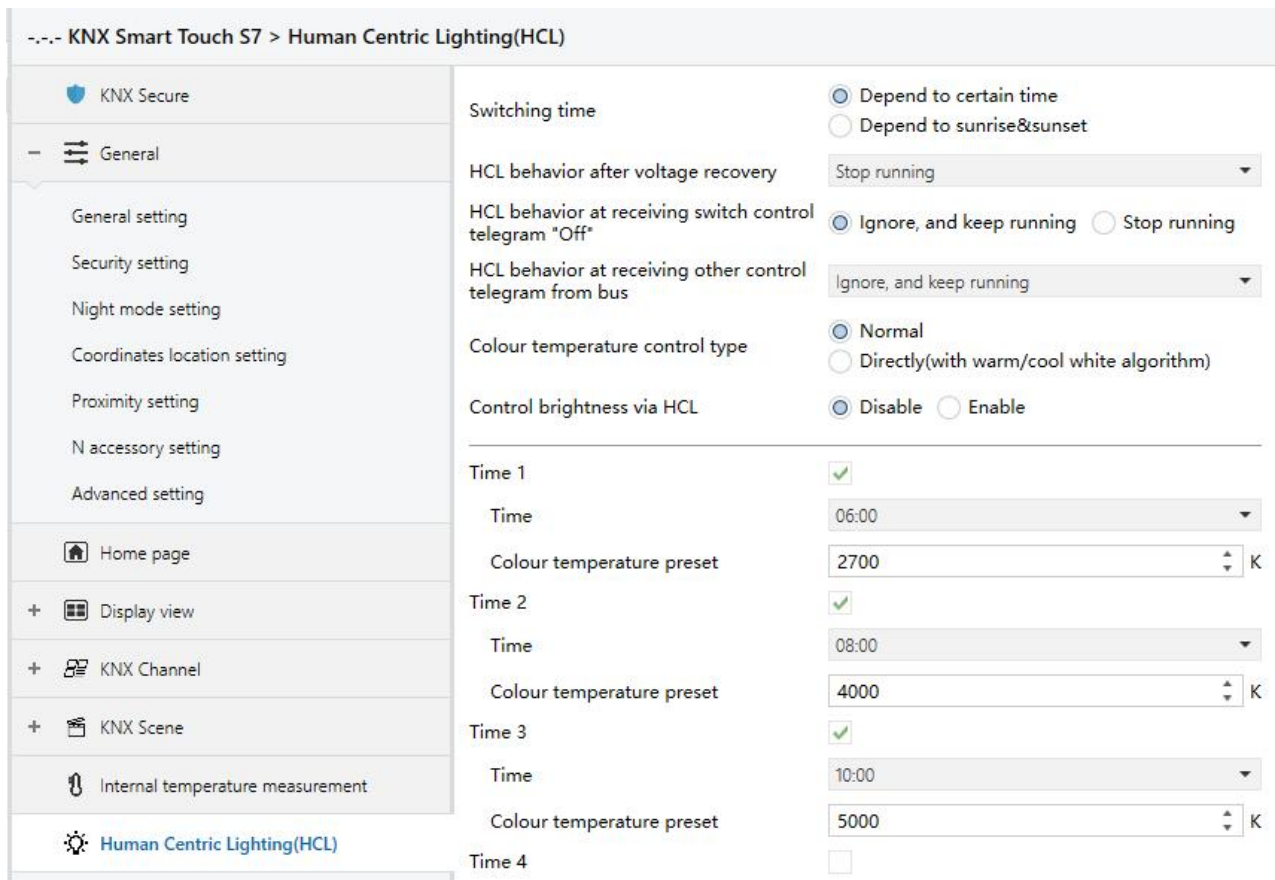 -.-.- KNX Smart Touch S7 > Human Centric Lighting(HCL)
KNX Secure
General
General setting
Security setting
Night mode setting
Coordinates location setting
Proximity setting
N accessory setting
Advanced setting
Home page
Display view
KNX Channel
KNX Scene
Internal temperature measurement
Human Centric Lighting(HCL)
Switching time
Depend to certain time
Depend to sunrise&sunset
HCL behavior after voltage recovery
Stop running
HCL behavior at receiving switch control
telegram "Off"
Ignore, and keep running Stop running
HCL behavior at receiving other control
telegram from bus
Ignore, and keep running
Colour temperature control type
Normal
Directly(with warm/cool white algorithm)
Control brightness via HCL
Disable Enable
Time 1
Time 06:00
Colour temperature preset 2700 K
Time 2
Time 08:00
Colour temperature preset 4000 K
Time 3
Time 10:00
Colour temperature preset 5000 K
Time 4